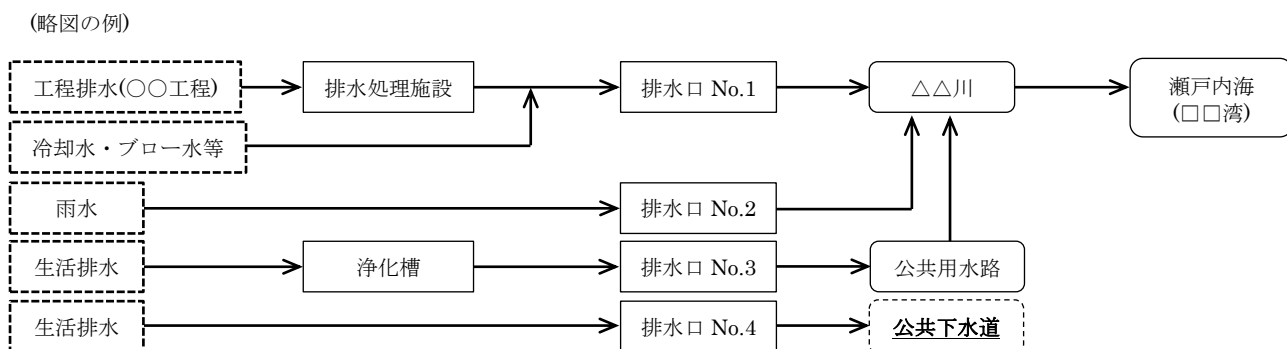 (略図の例)
工程排水(○○工程)
排水処理施設
排水口 No.1
△△川
瀬戸内海
(□□湾)
冷却水・ブロー水等
雨水
排水口 No.2
生活排水
浄化槽
排水口 No.3
公共用水路
生活排水
排水口 No.4
公共下水道